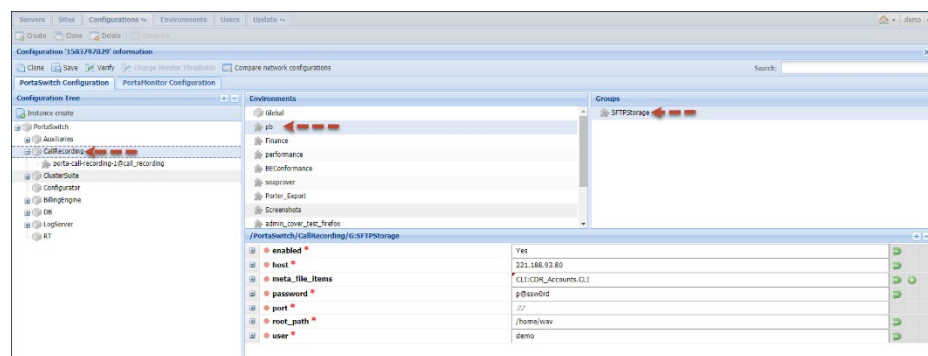 Servers Sites Configurations Environments Users Update demo
Create Clone Delete Compare
Configuration '1583797029' information
Clone Save Verify Change Monitor Thresholds Compare network configurations Search:
PortaSwitch Configuration PortaMonitor Configuration
Configuration Tree Environments Groups
Instance create Global SFTPStorage
PortaSwitch pb
Auxiliaries Finance
CallRecording performance
porta-call-recording-1@call_recording BEConformance
ClusterSuite soapcover
Configurator Porter_Export
BillingEngine Screenshots
DB admin_cover_test_firefox
LogServer /PortaSwitch/CallRecording/G:SFTPStorage
RT
enabled * Yes
host * 221.188.93.80
meta_file_items CLI:CDR_Accounts.CLI
password * p@ssw0rd
port * 22
root_path * /home/wav
user * demo